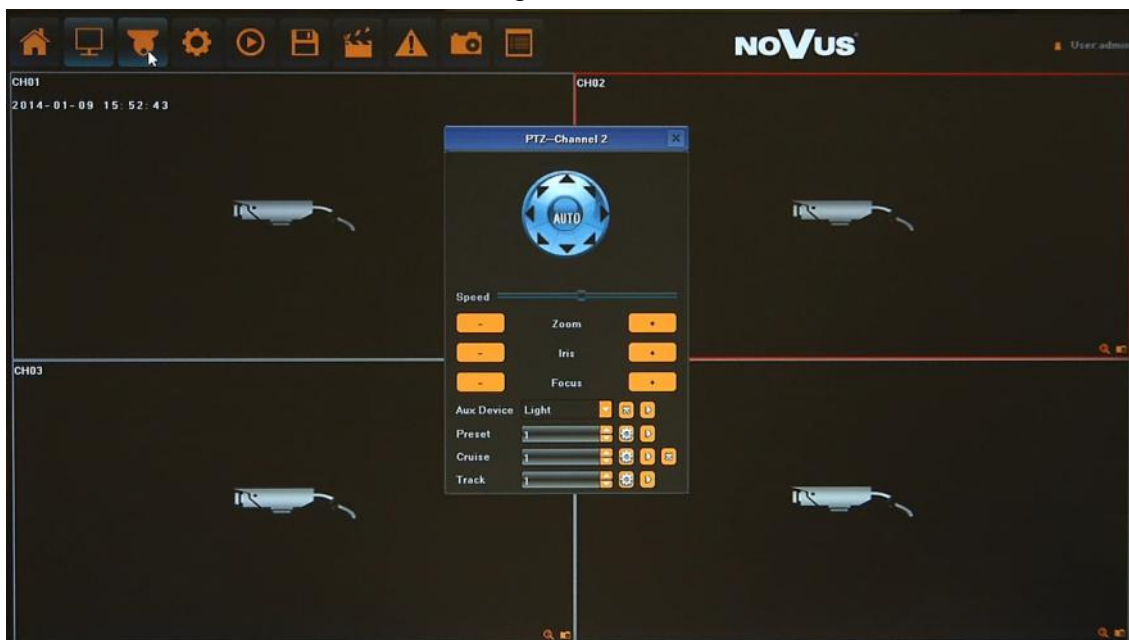 NOVUS
User:admin
CH01
CH02
2014-01-09 15:52:43
PTZ—Channel 2
AUTO
Speed
- Zoom +
- Iris +
- Focus +
Aux Device Light
Preset 1
Cruise 1
Track 1
CH03